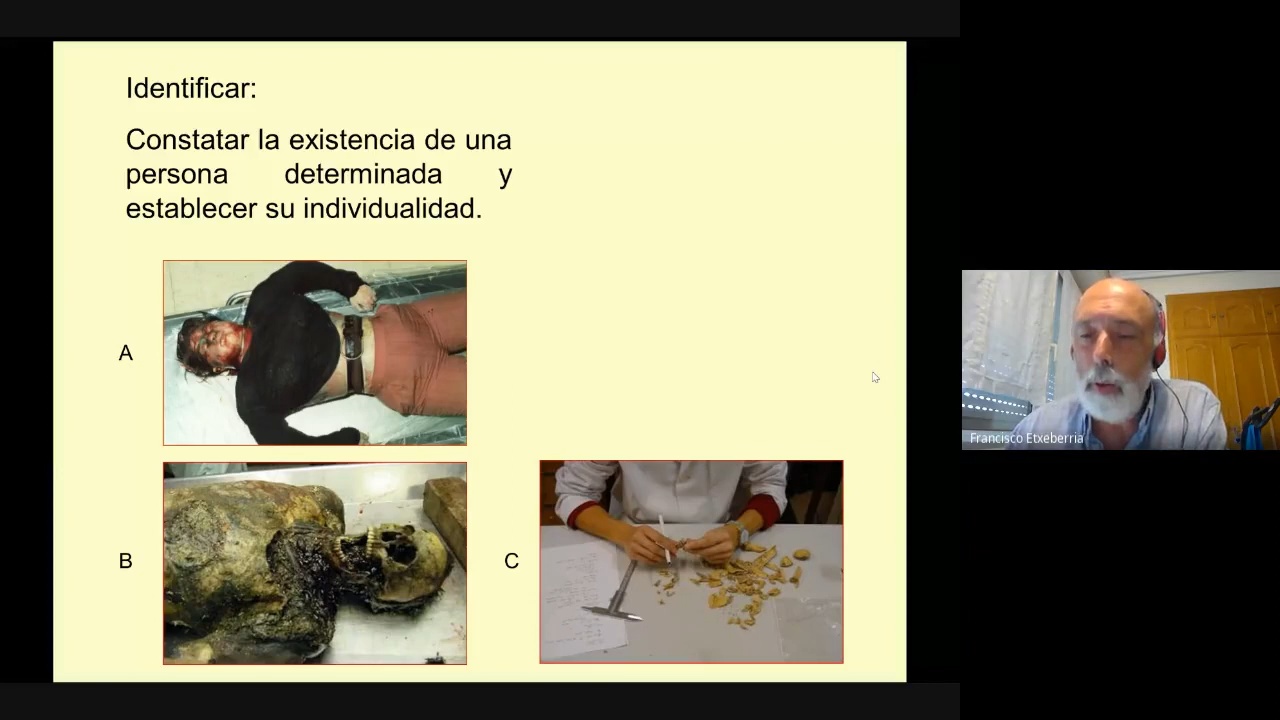 Identificar:
Constatar la existencia de una
persona determinada y
establecer su individualidad.
A
B
C
Francisco Etxeberria